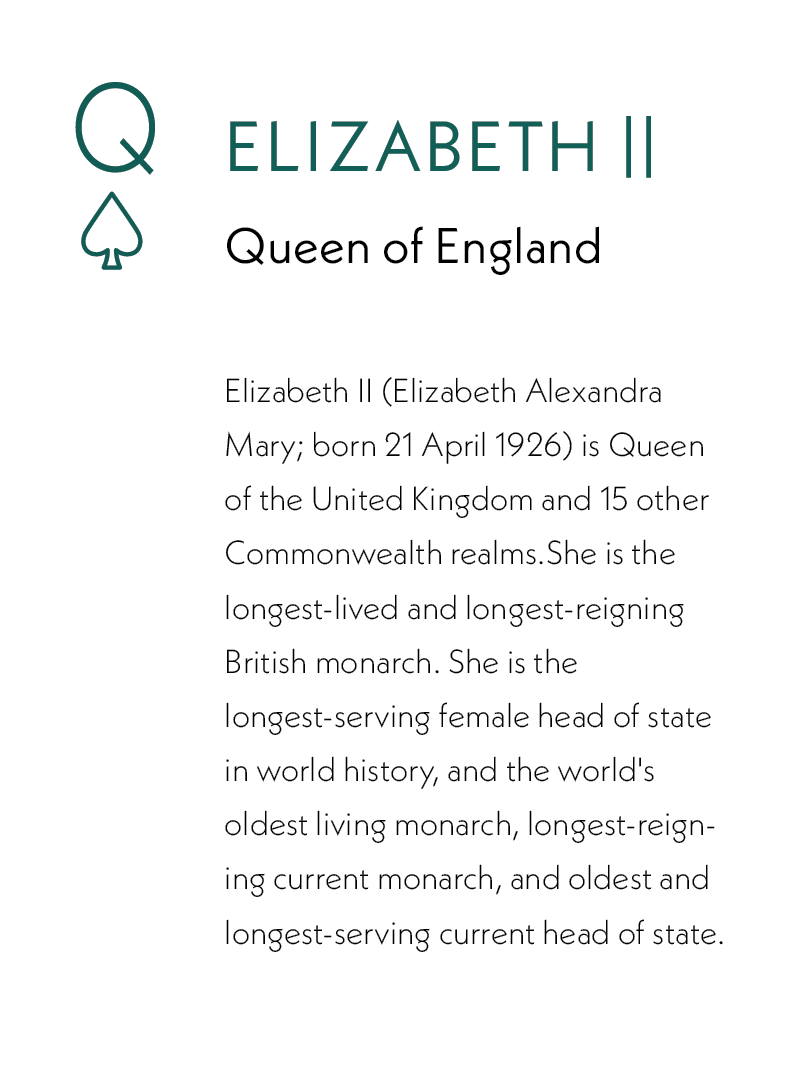 Q
ELIZABETH II
Queen of England
Elizabeth II (Elizabeth Alexandra
Mary; born 21 April 1926) is Queen
of the United Kingdom and 15 other
Commonwealth realms.She is the
longest-lived and longest-reigning
British monarch. She is the
longest-serving female head of state
in world history, and the world's
oldest living monarch, longest-reign-
ing current monarch, and oldest and
longest-serving current head of state.